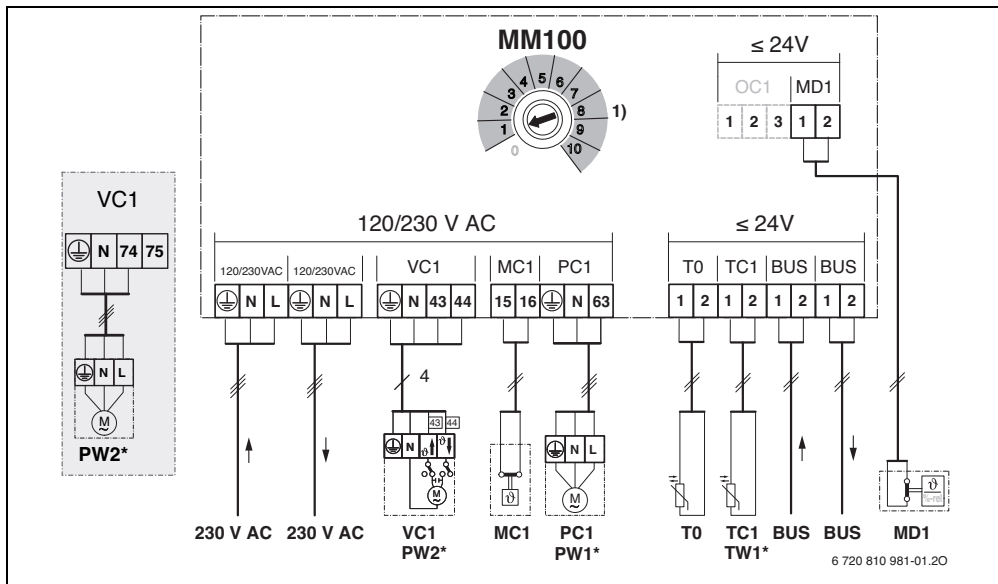 MM100
≤ 24V
OC1 MD1
1 2 3 1 2
0 1 2 3 4 5 6 7 8 9 10
1)
VC1
N 74 75
N L
M
~
PW2*
120/230 V AC
≤ 24V
120/230VAC 120/230VAC VC1 MC1 PC1 T0 TC1 BUS BUS
N L N L N 43 44 15 16 N 63 1 2 1 2 1 2 1 2
4
43 44
N ϑ ϑ
N L
M
~
ϑ
M
~
ϑ
%-rel
230 V AC 230 V AC VC1 MC1 PC1 T0 TC1 BUS BUS MD1
PW2* PW1* TW1*
6 720 810 981-01.2O